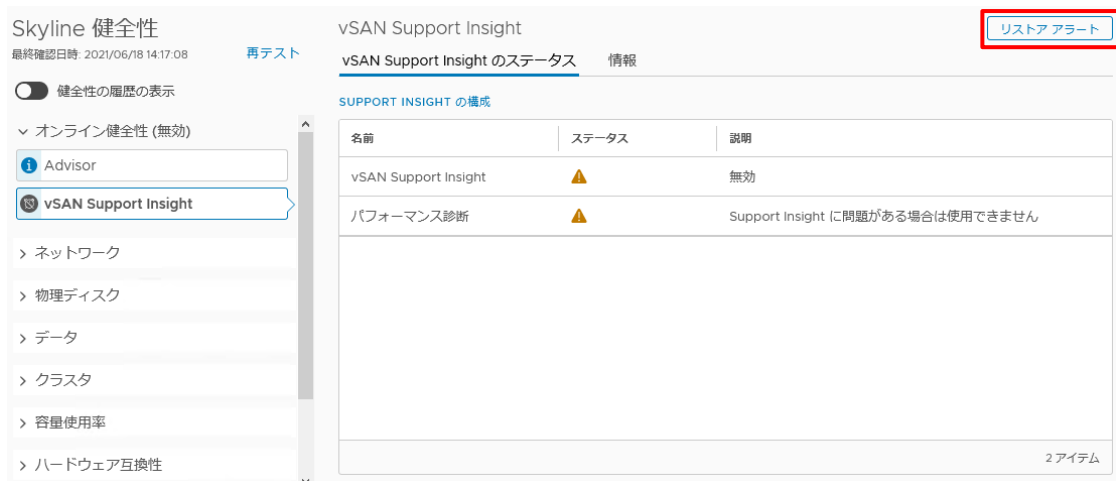 Skyline 健全性
最終確認日時: 2021/06/18 14:17:08
再テスト
健全性の履歴の表示
オンライン健全性 (無効)
Advisor
vSAN Support Insight
ネットワーク
物理ディスク
データ
クラスタ
容量使用率
ハードウェア互換性
vSAN Support Insight
リストア アラート
vSAN Support Insight のステータス 情報
SUPPORT INSIGHT の構成
名前 ステータス 説明
vSAN Support Insight 無効
パフォーマンス診断 Support Insight に問題がある場合は使用できません
2 アイテム